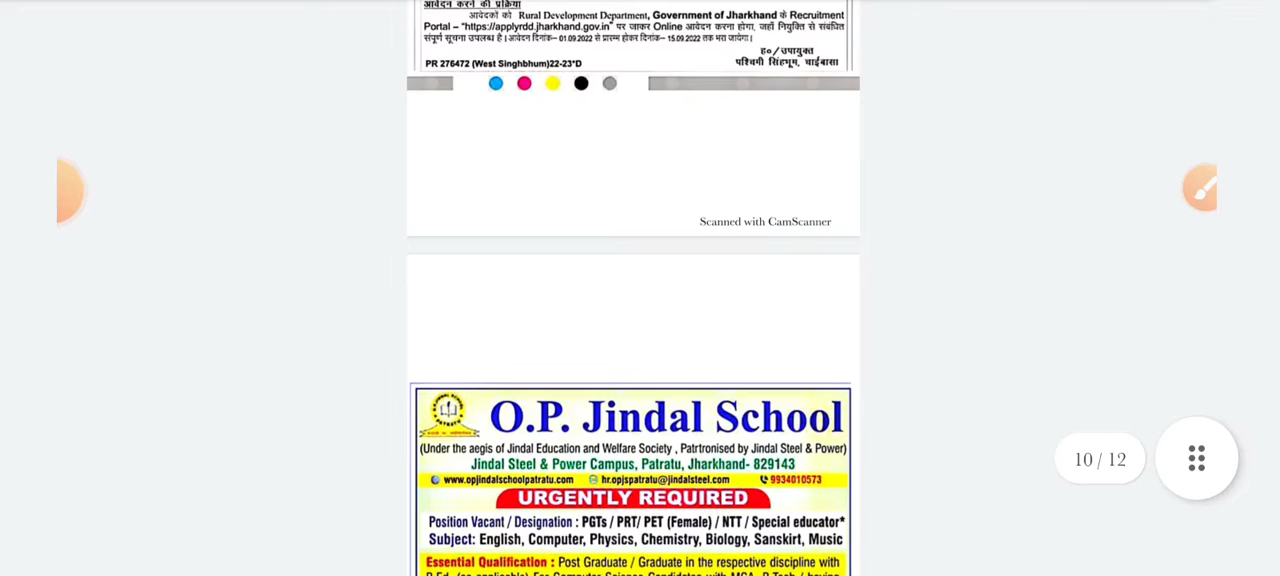 आवेदन करने की प्रक्रिया
आवेदकों को Rural Development Department, Government of Jharkhand के Recruitment
Portal – "https://applyrdd.jharkhand.gov.in" पर जाकर Online आवेदन करना होगा, जहाँ नियुक्ति से संबंधित
संपूर्ण सूचना उपलब्ध है। आवेदन दिनांक– 01.09.2022 से प्रारम्भ होकर दिनांक– 15.09.2022 तक भरा जायेगा।
ह०/उपायुक्त
PR 276472 (West Singhbhum)22-23*D
पश्चिमी सिंहभूम, चाईबासा
Scanned with CamScanner
O.P. Jindal School
(Under the aegis of Jindal Education and Welfare Society , Patrtronised by Jindal Steel & Power)
Jindal Steel & Power Campus, Patratu, Jharkhand- 829143
www.opjindalschoolpatratu.com hr.opjspatratu@jindalsteel.com 9934010573
URGENTLY REQUIRED
Position Vacant / Designation : PGTs / PRT/ PET (Female) / NTT / Special educator*
Subject: English, Computer, Physics, Chemistry, Biology, Sanskirt, Music
Essential Qualification : Post Graduate / Graduate in the respective discipline with
10 / 12